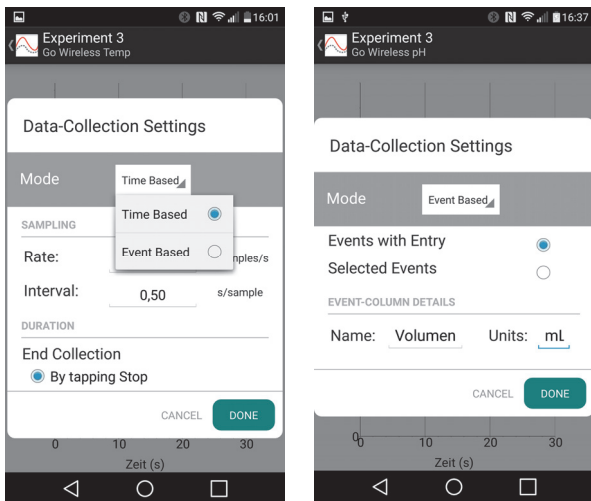 16:01
Experiment 3
Go Wireless Temp
Data-Collection Settings
Mode
Time Based
Time Based
Event Based
SAMPLING
Rate:
nples/s
Interval:
0,50
s/sample
DURATION
End Collection
By tapping Stop
CANCEL
DONE
0 10 20 30
Zeit (s)
16:37
Experiment 3
Go Wireless pH
Data-Collection Settings
Mode
Event Based
Events with Entry
Selected Events
EVENT-COLUMN DETAILS
Name: Volumen Units: mL
CANCEL
DONE
0
0 10 20 30
Zeit (s)